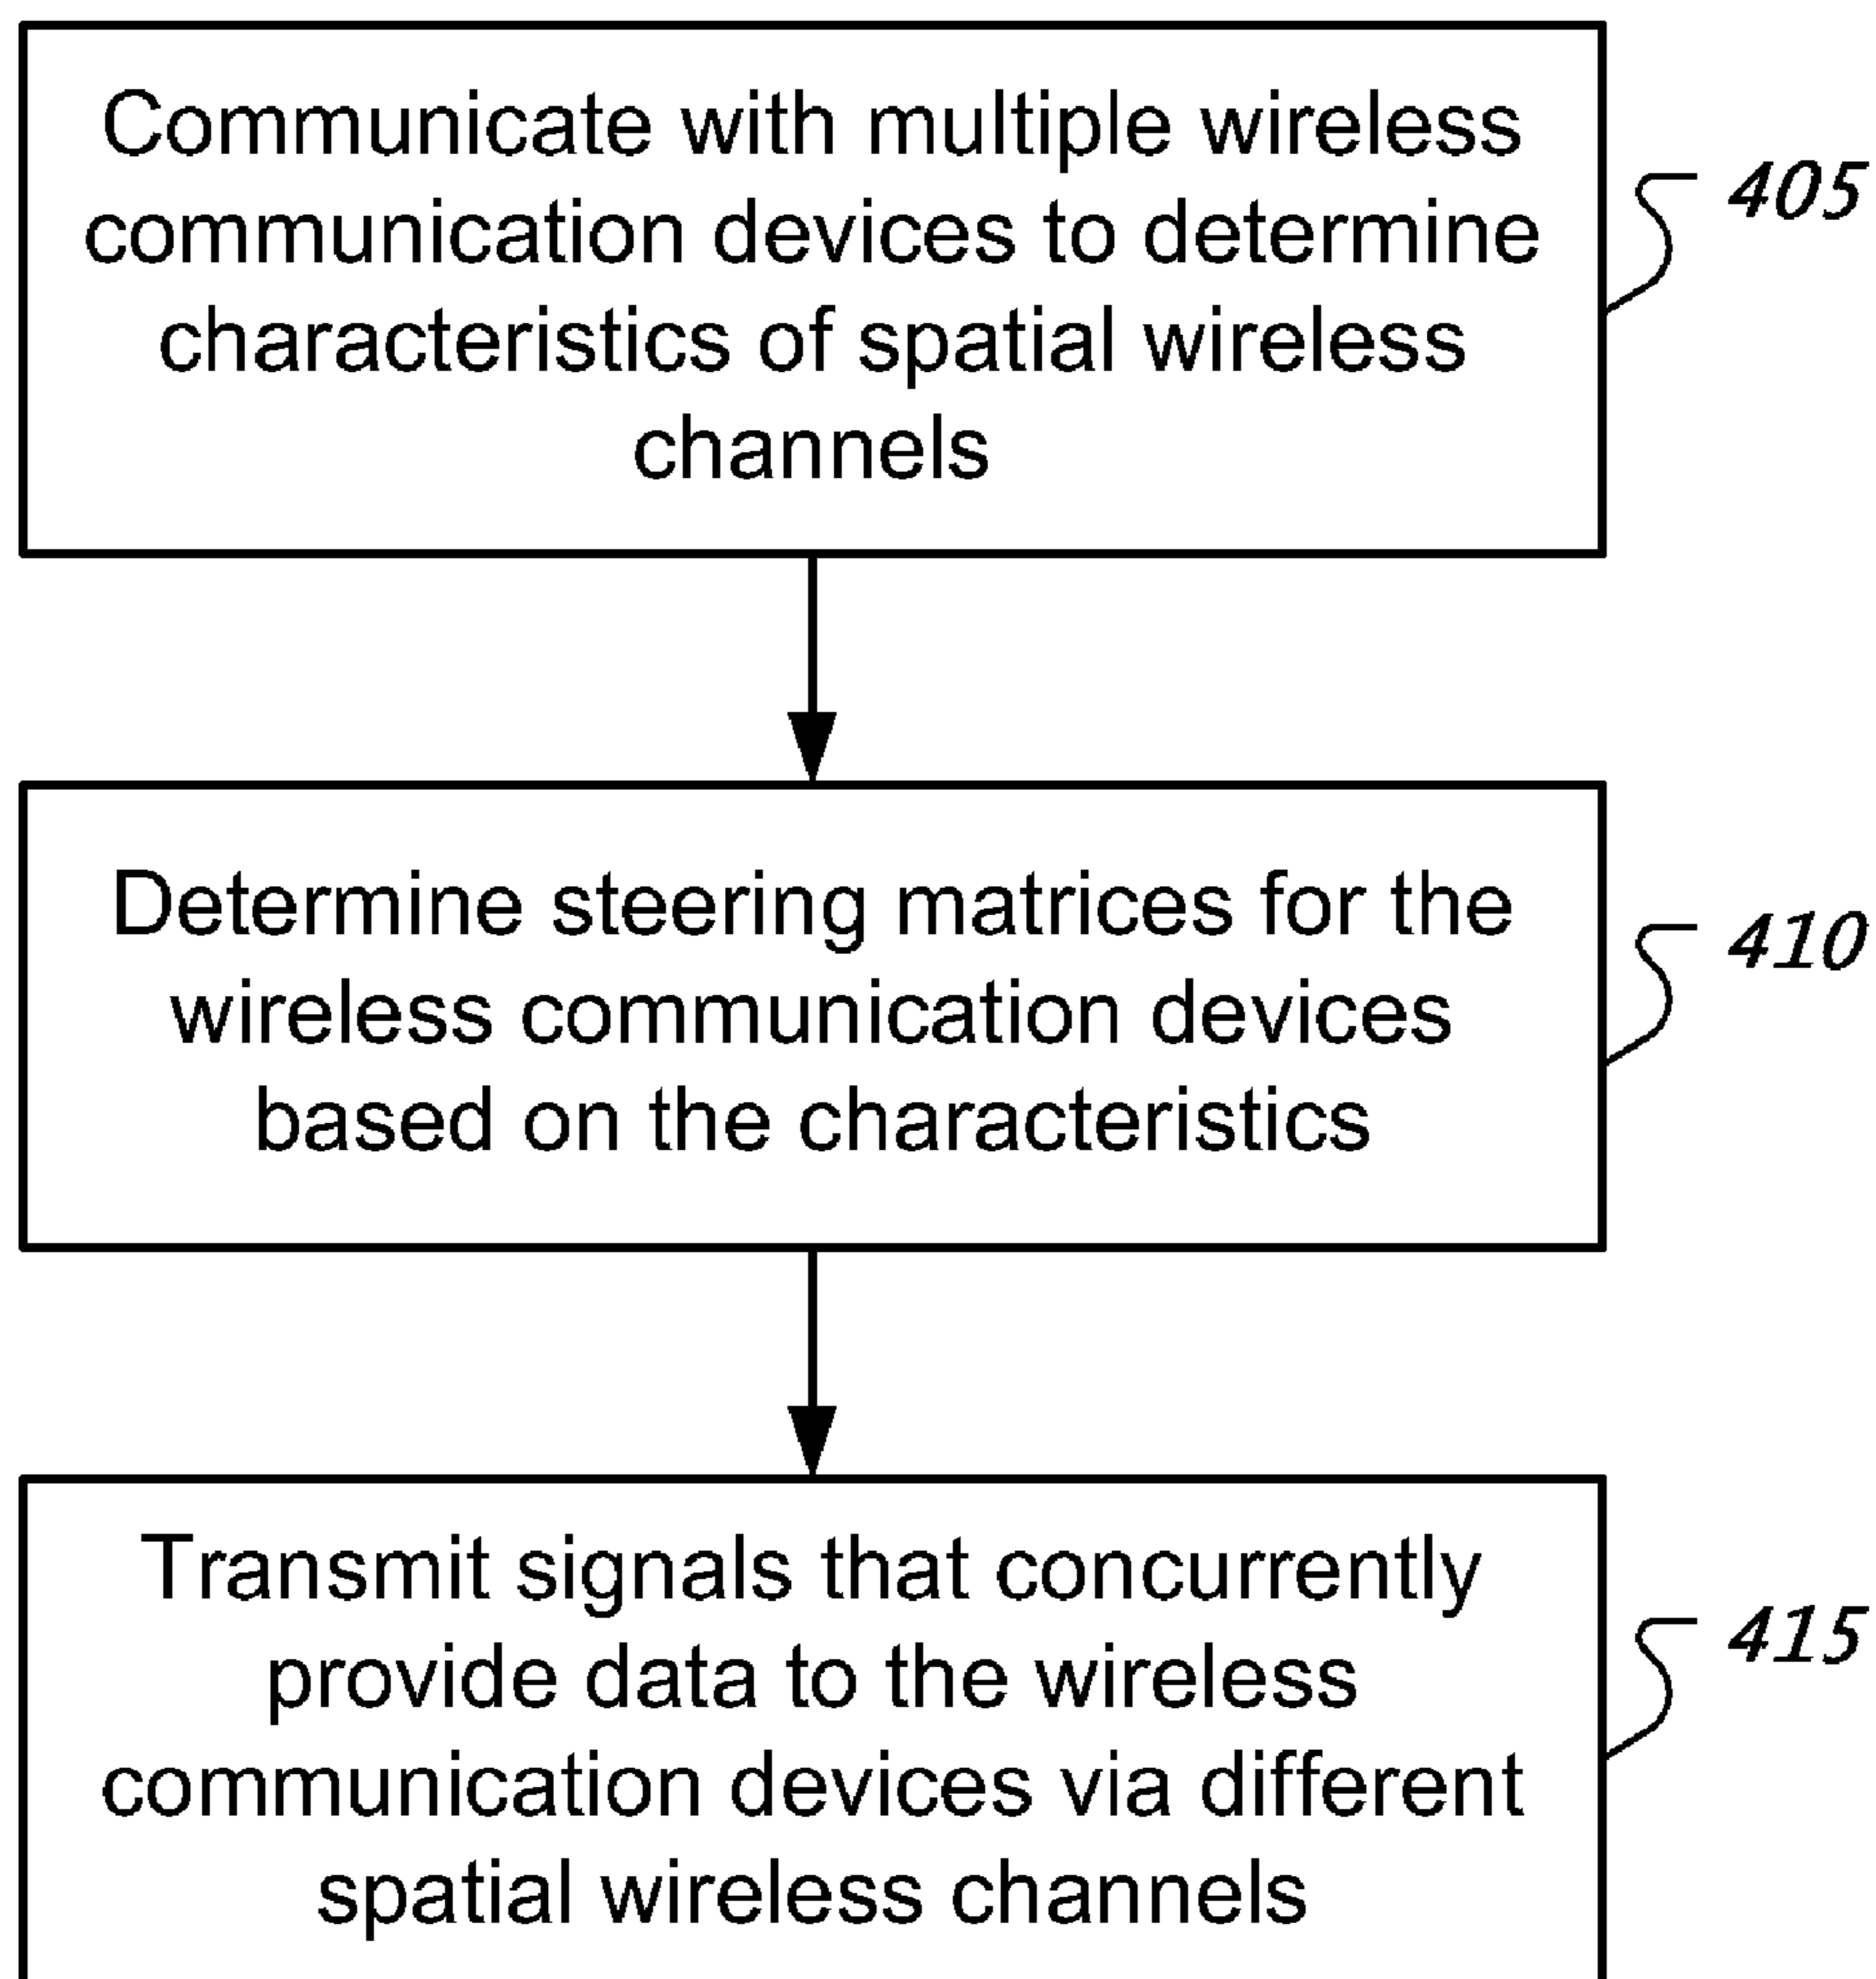 Communicate with multiple wireless
communication devices to determine
characteristics of spatial wireless
channels
405
Determine steering matrices for the
wireless communication devices
based on the characteristics
410
Transmit signals that concurrently
provide data to the wireless
communication devices via different
spatial wireless channels
415